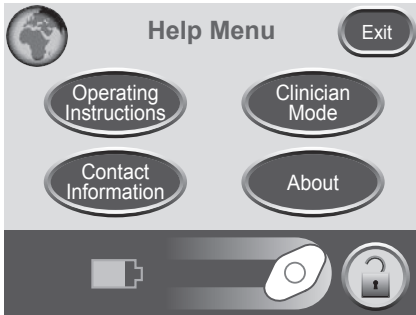 Help Menu
Exit
Operating
Instructions
Clinician
Mode
Contact
Information
About